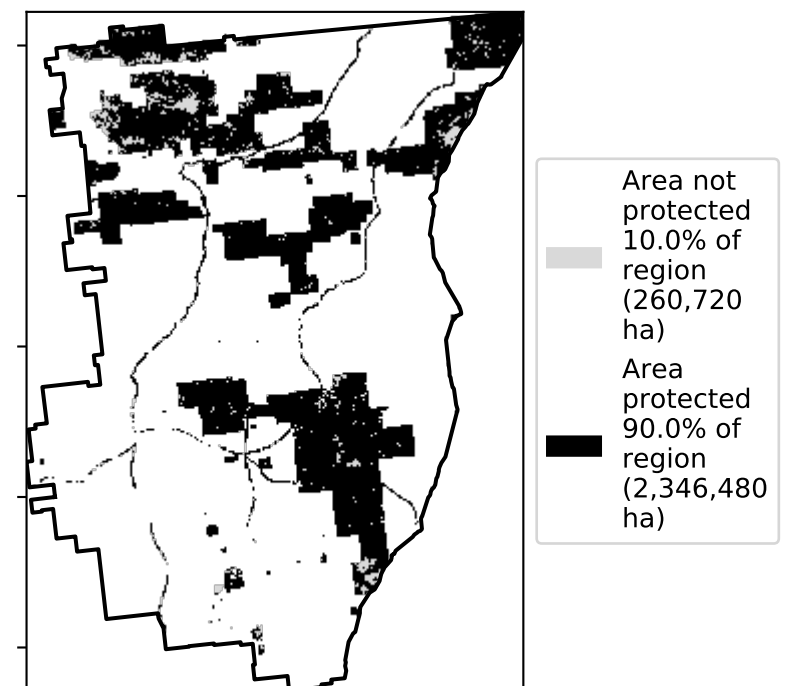 Area not
protected
10.0% of
region
(260,720
ha)
Area
protected
90.0% of
region
(2,346,480
ha)